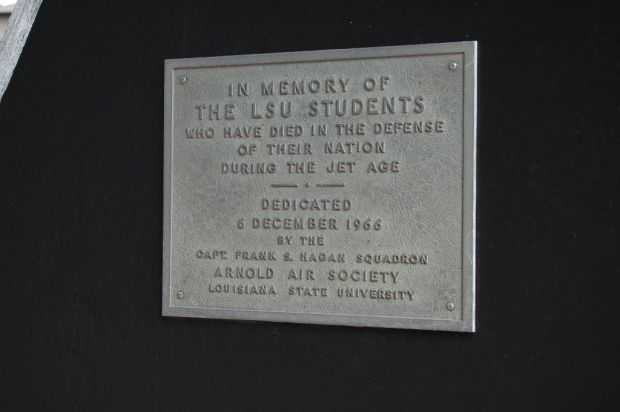 IN MEMORY OF
THE LSU STUDENTS
WHO HAVE DIED IN THE DEFENSE
OF THEIR NATION
DURING THE JET AGE
DEDICATED
6 DECEMBER 1966
BY THE
CAPT. FRANK S. HAGAN SQUADRON
ARNOLD AIR SOCIETY
LOUISIANA STATE UNIVERSITY